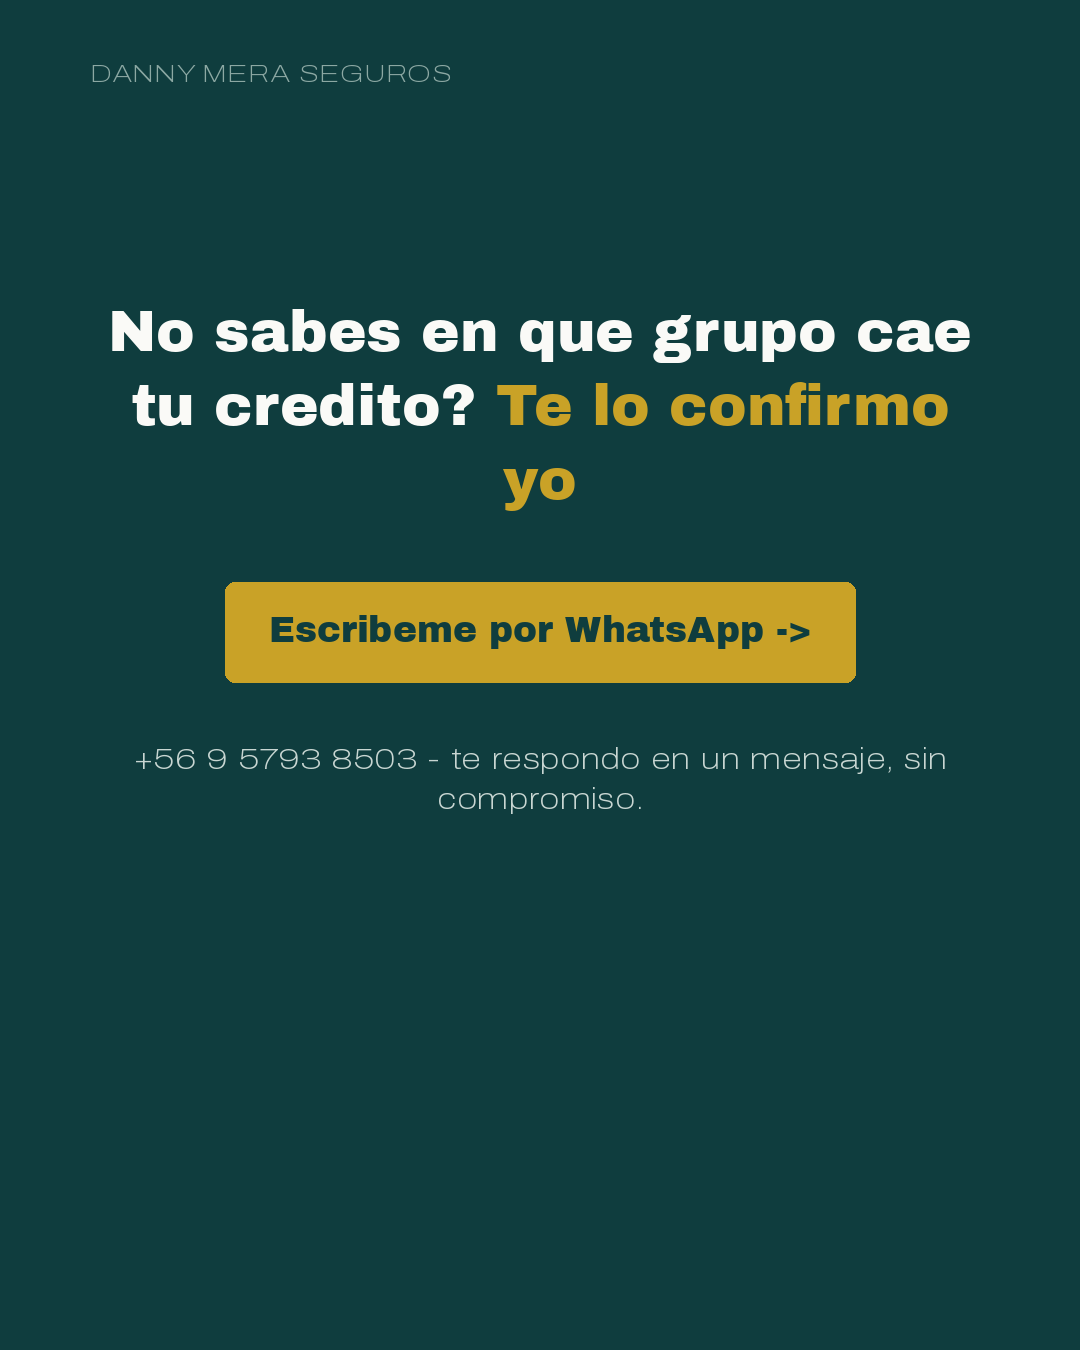 DANNY MERA SEGUROS
No sabes en que grupo cae
tu credito? Te lo confirmo
yo
Escribeme por WhatsApp ->
+56 9 5793 8503 - te respondo en un mensaje, sin
compromiso.